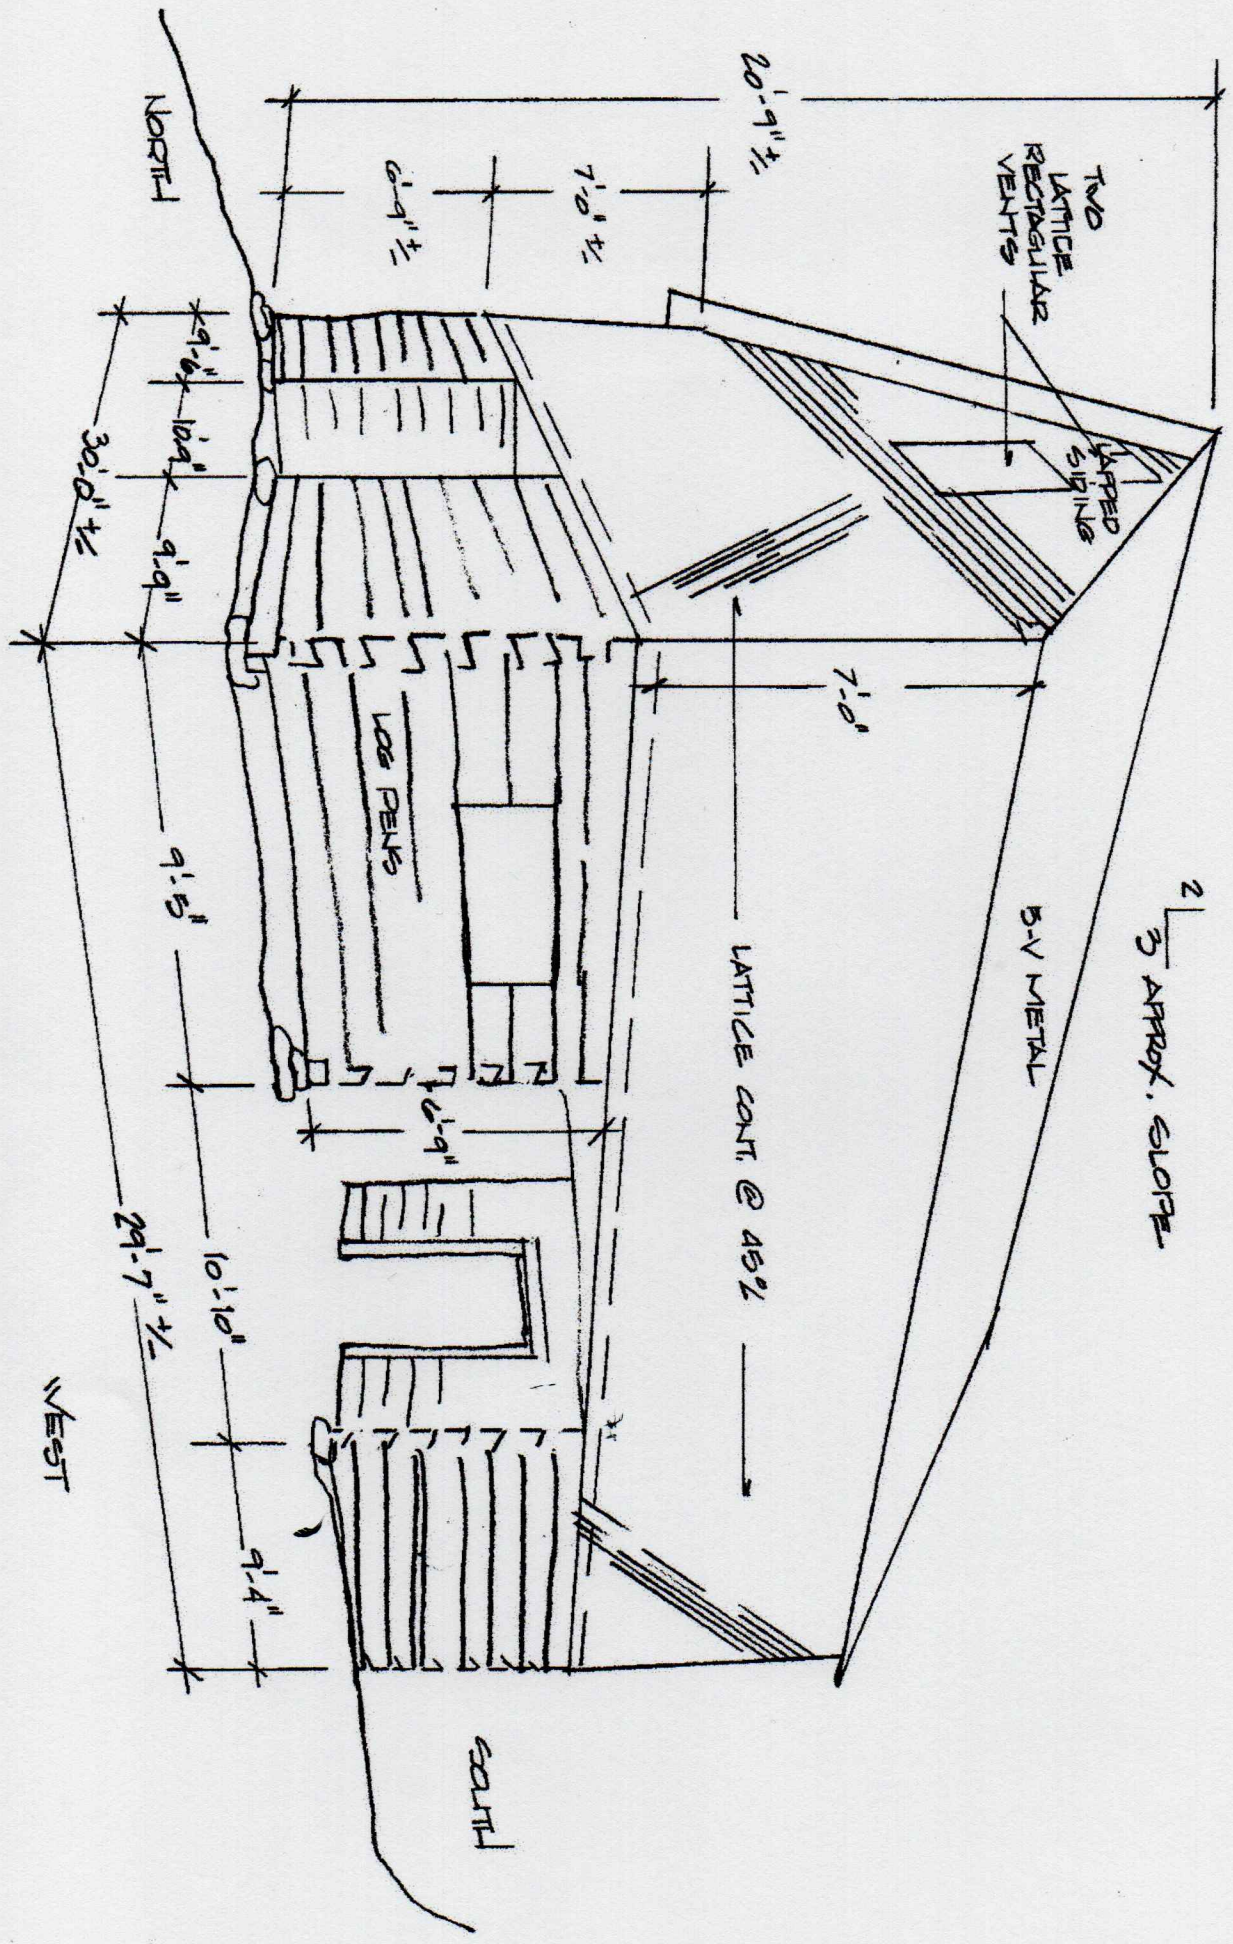 2
3 APPROX. SLOPE
5-V METAL
TWO
LATTICE
RECTAGULAR
VENTS
LAPPED
SIDING
20'-9" ±
7'-0" ±
6'-9" ±
7'-0"
LATTICE CONT. @ 45%
LOG PENS
6'-9"
NORTH
SOUTH
9'-6"
10'-9"
9'-9"
30'-0" +/-
9'-5"
10'-10"
9'-4"
29'-7" +/-
WEST